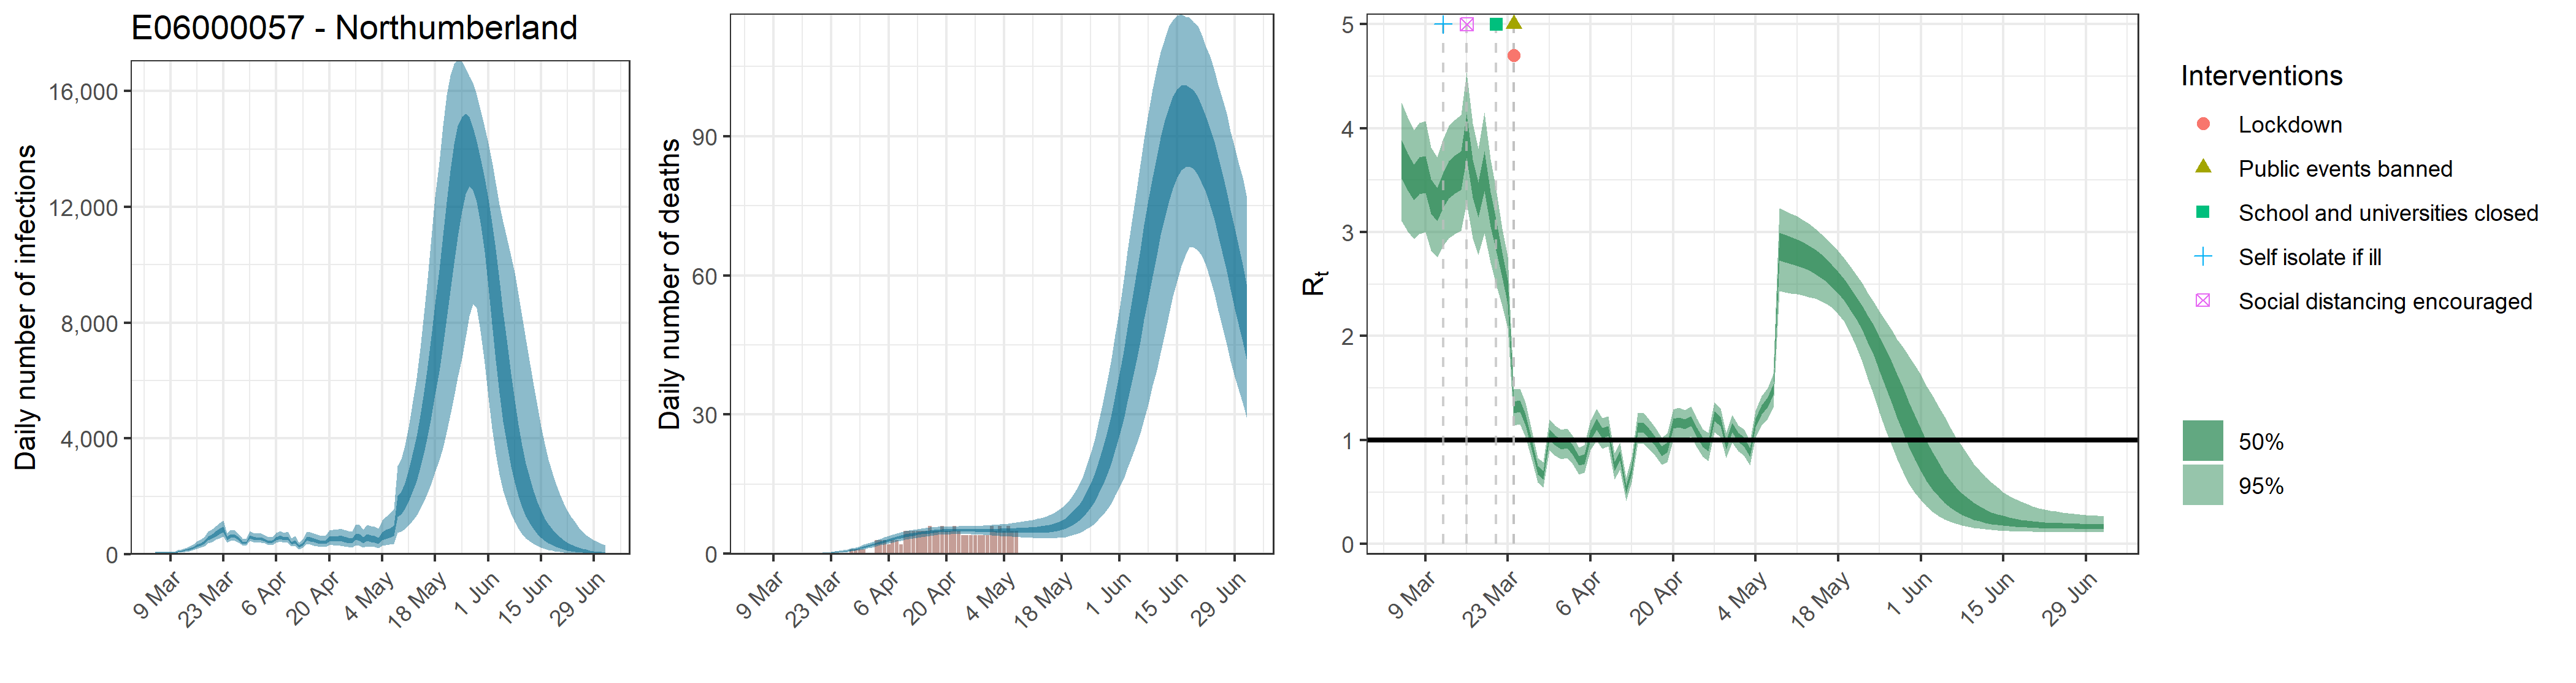 E06000057 - Northumberland
Daily number of infections
16,000
12,000
8,000
4,000
0
9 Mar
23 Mar
6 Apr
20 Apr
4 May
18 May
1 Jun
15 Jun
29 Jun
Daily number of deaths
90
60
30
0
9 Mar
23 Mar
6 Apr
20 Apr
4 May
18 May
1 Jun
15 Jun
29 Jun
Rt
5
4
3
2
1
0
9 Mar
23 Mar
6 Apr
20 Apr
4 May
18 May
1 Jun
15 Jun
29 Jun
Interventions
Lockdown
Public events banned
School and universities closed
Self isolate if ill
Social distancing encouraged
50%
95%